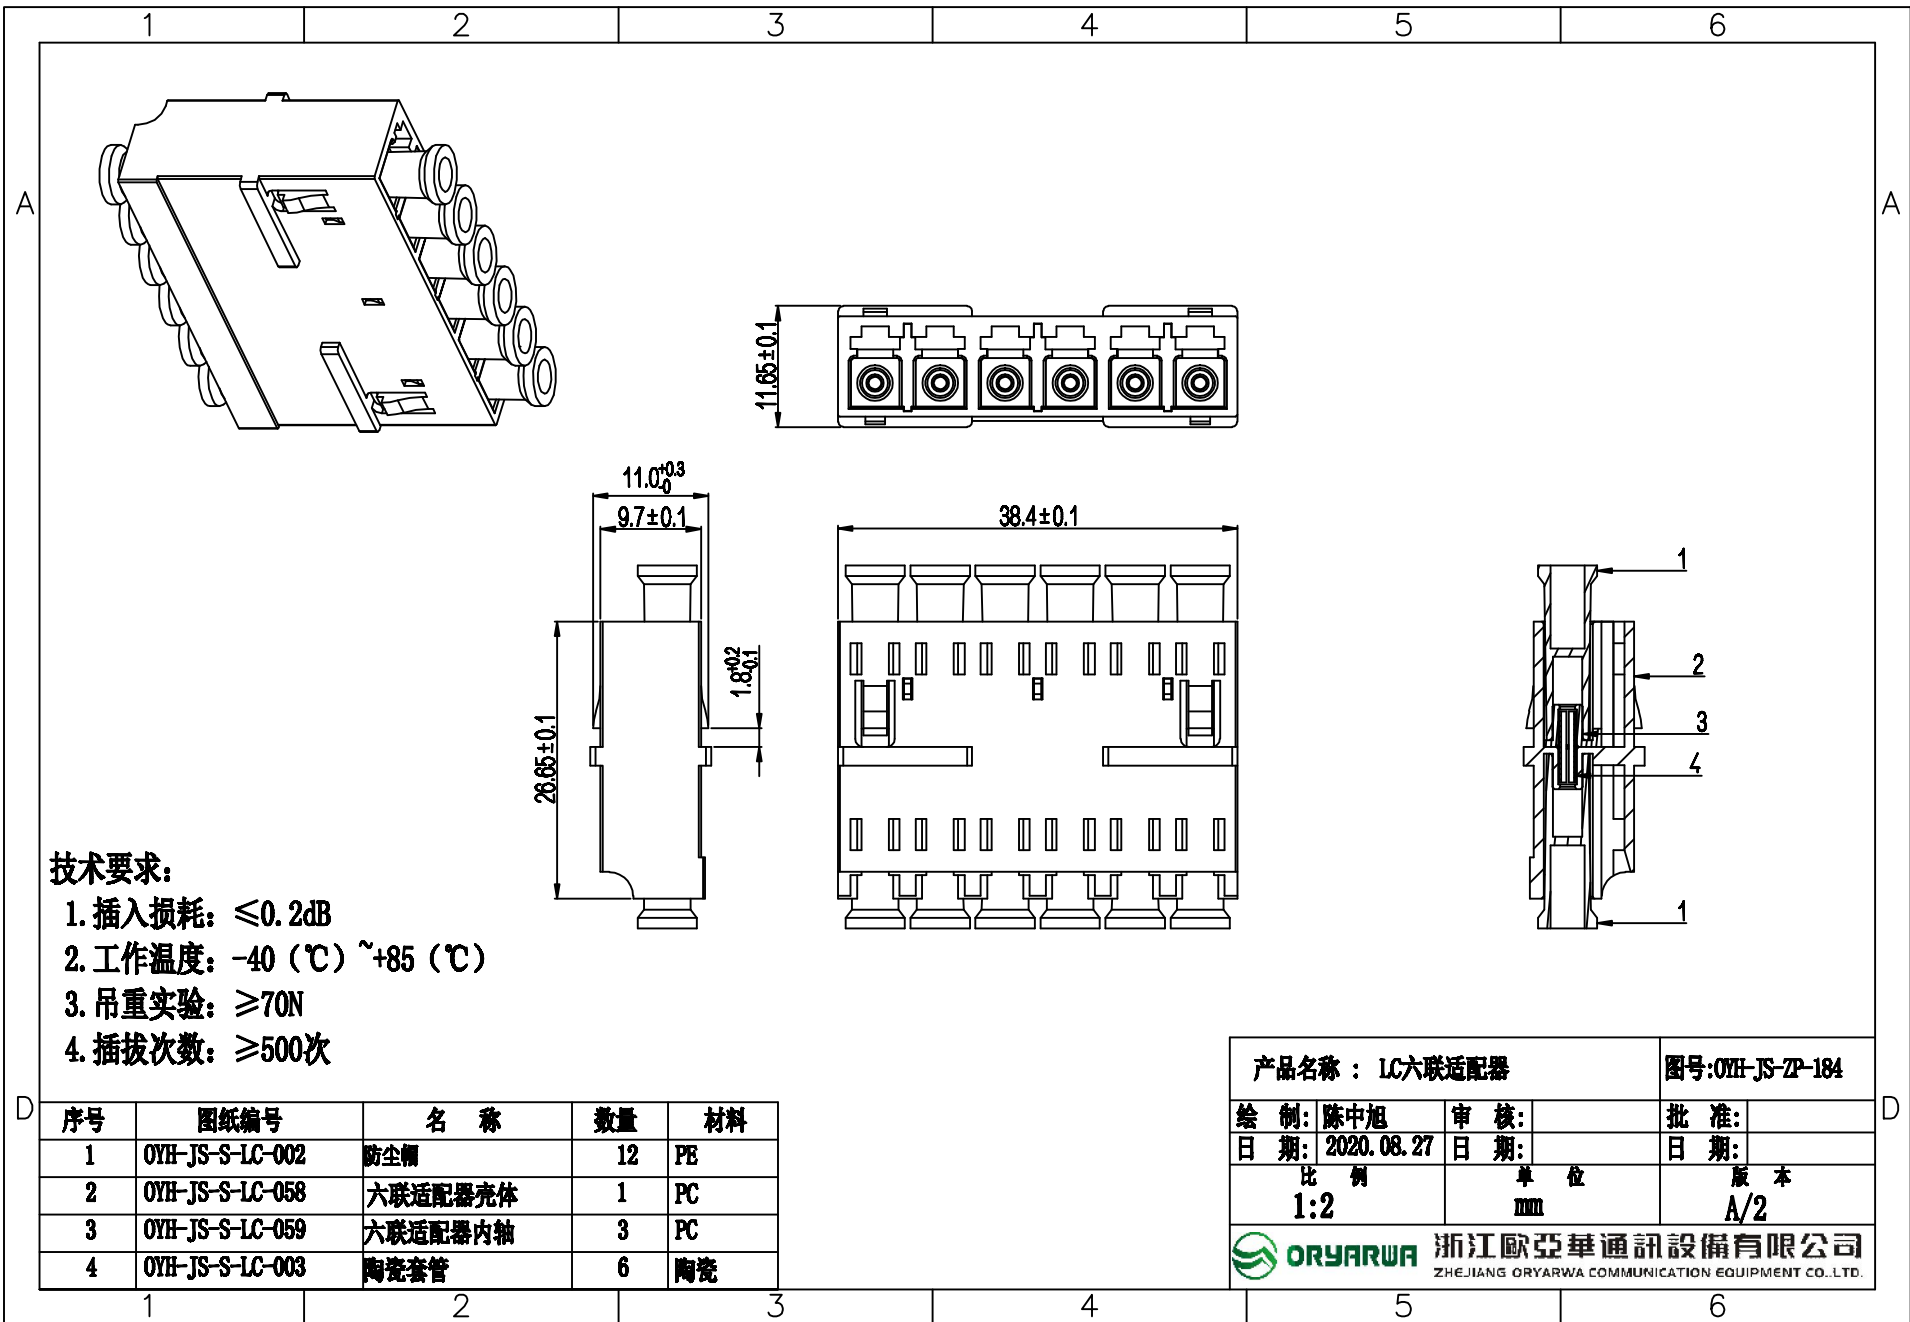 1 2 3 4 5 6
A A
11.65±0.1
11.0+0.3-0
9.7±0.1
38.4±0.1
1
1.8+0.2-0.1
2
26.65±0.1
3
4
1
技术要求：
1.插入损耗：≤0.2dB
2.工作温度：-40（℃）~+85（℃）
3.吊重实验：≥70N
4.插拔次数：≥500次
D D
序号 图纸编号 名 称 数量 材料
1 OYH-JS-S-LC-002 防尘帽 12 PE
2 OYH-JS-S-LC-058 六联适配器壳体 1 PC
3 OYH-JS-S-LC-059 六联适配器内轴 3 PC
4 OYH-JS-S-LC-003 陶瓷套管 6 陶瓷
产品名称 ： LC六联适配器 图号:OYH-JS-ZP-184
绘 制: 陈中旭 审 核: 批 准:
日 期: 2020.08.27 日 期: 日 期:
比 例 单 位 版 本
1:2 mm A/2
ORYARWA 浙江歐亞華通訊設備有限公司
ZHEJIANG ORYARWA COMMUNICATION EQUIPMENT CO.,LTD.
1 2 3 4 5 6